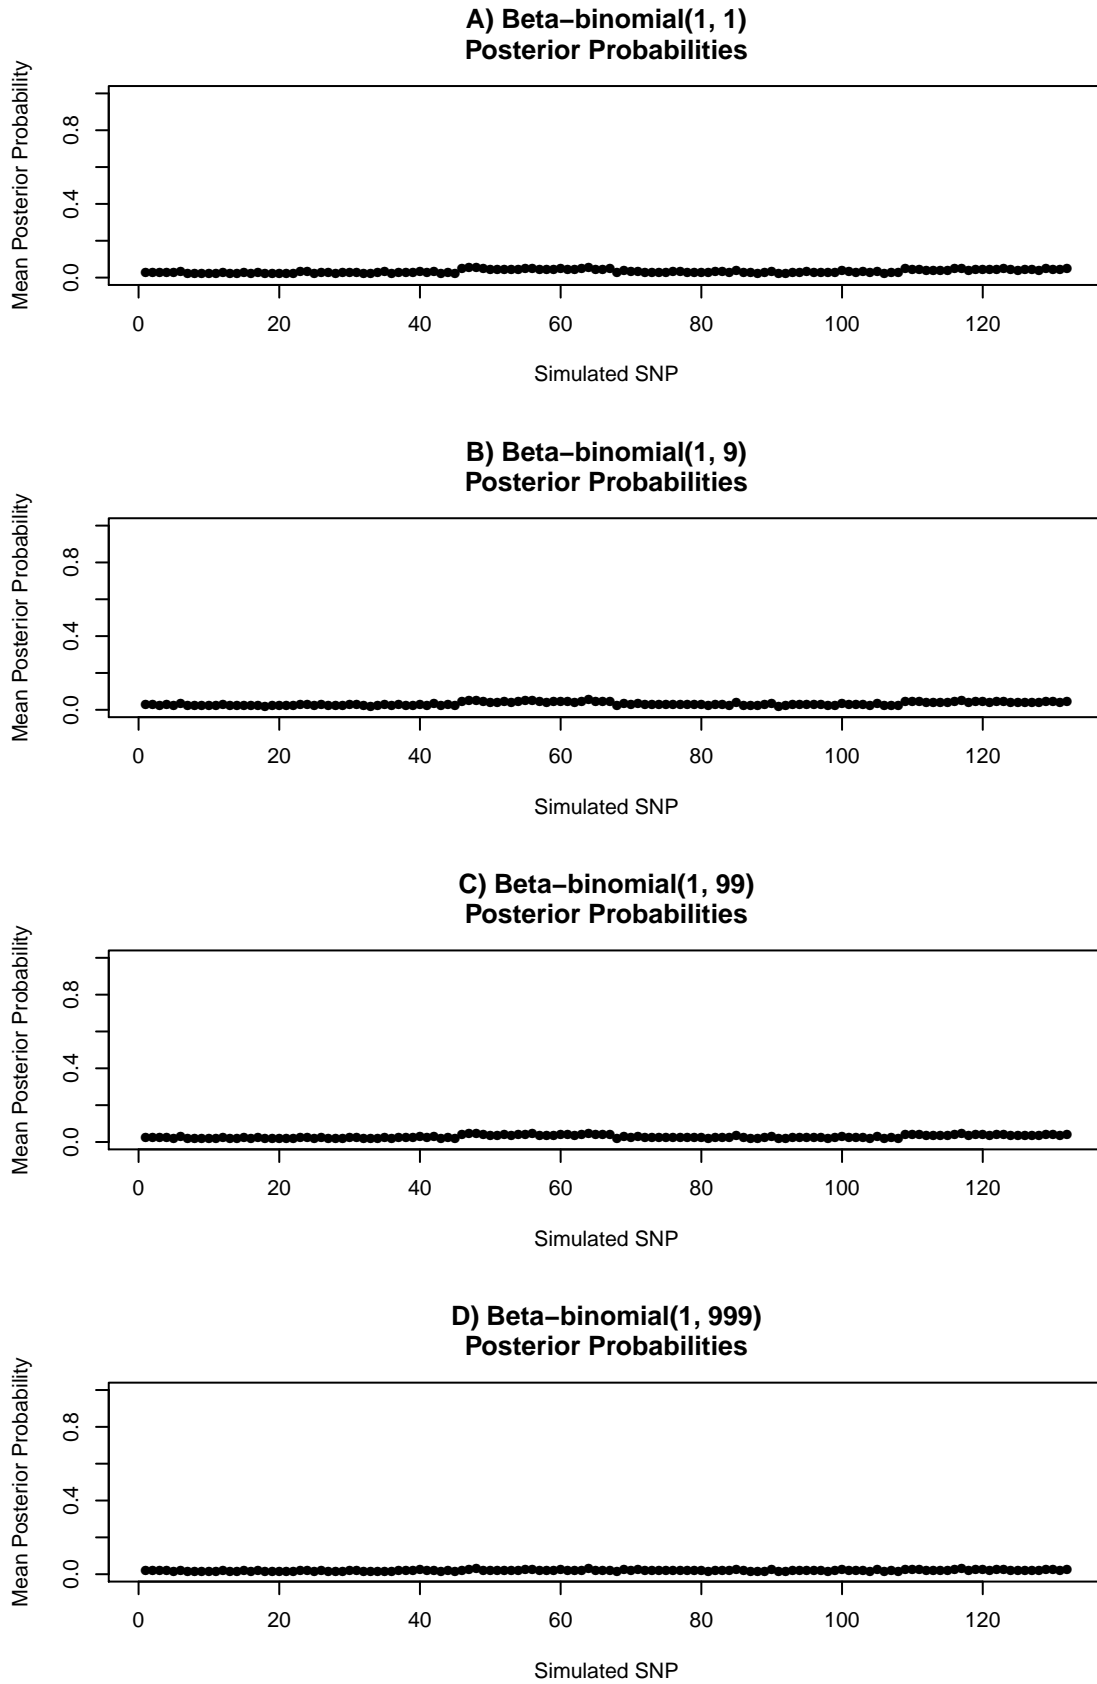 A) Beta−binomial(1, 1)
Posterior Probabilities
Mean Posterior Probability
0.8
0.4
0.0
0 20 40 60 80 100 120
Simulated SNP
B) Beta−binomial(1, 9)
Posterior Probabilities
Mean Posterior Probability
0.8
0.4
0.0
0 20 40 60 80 100 120
Simulated SNP
C) Beta−binomial(1, 99)
Posterior Probabilities
Mean Posterior Probability
0.8
0.4
0.0
0 20 40 60 80 100 120
Simulated SNP
D) Beta−binomial(1, 999)
Posterior Probabilities
Mean Posterior Probability
0.8
0.4
0.0
0 20 40 60 80 100 120
Simulated SNP